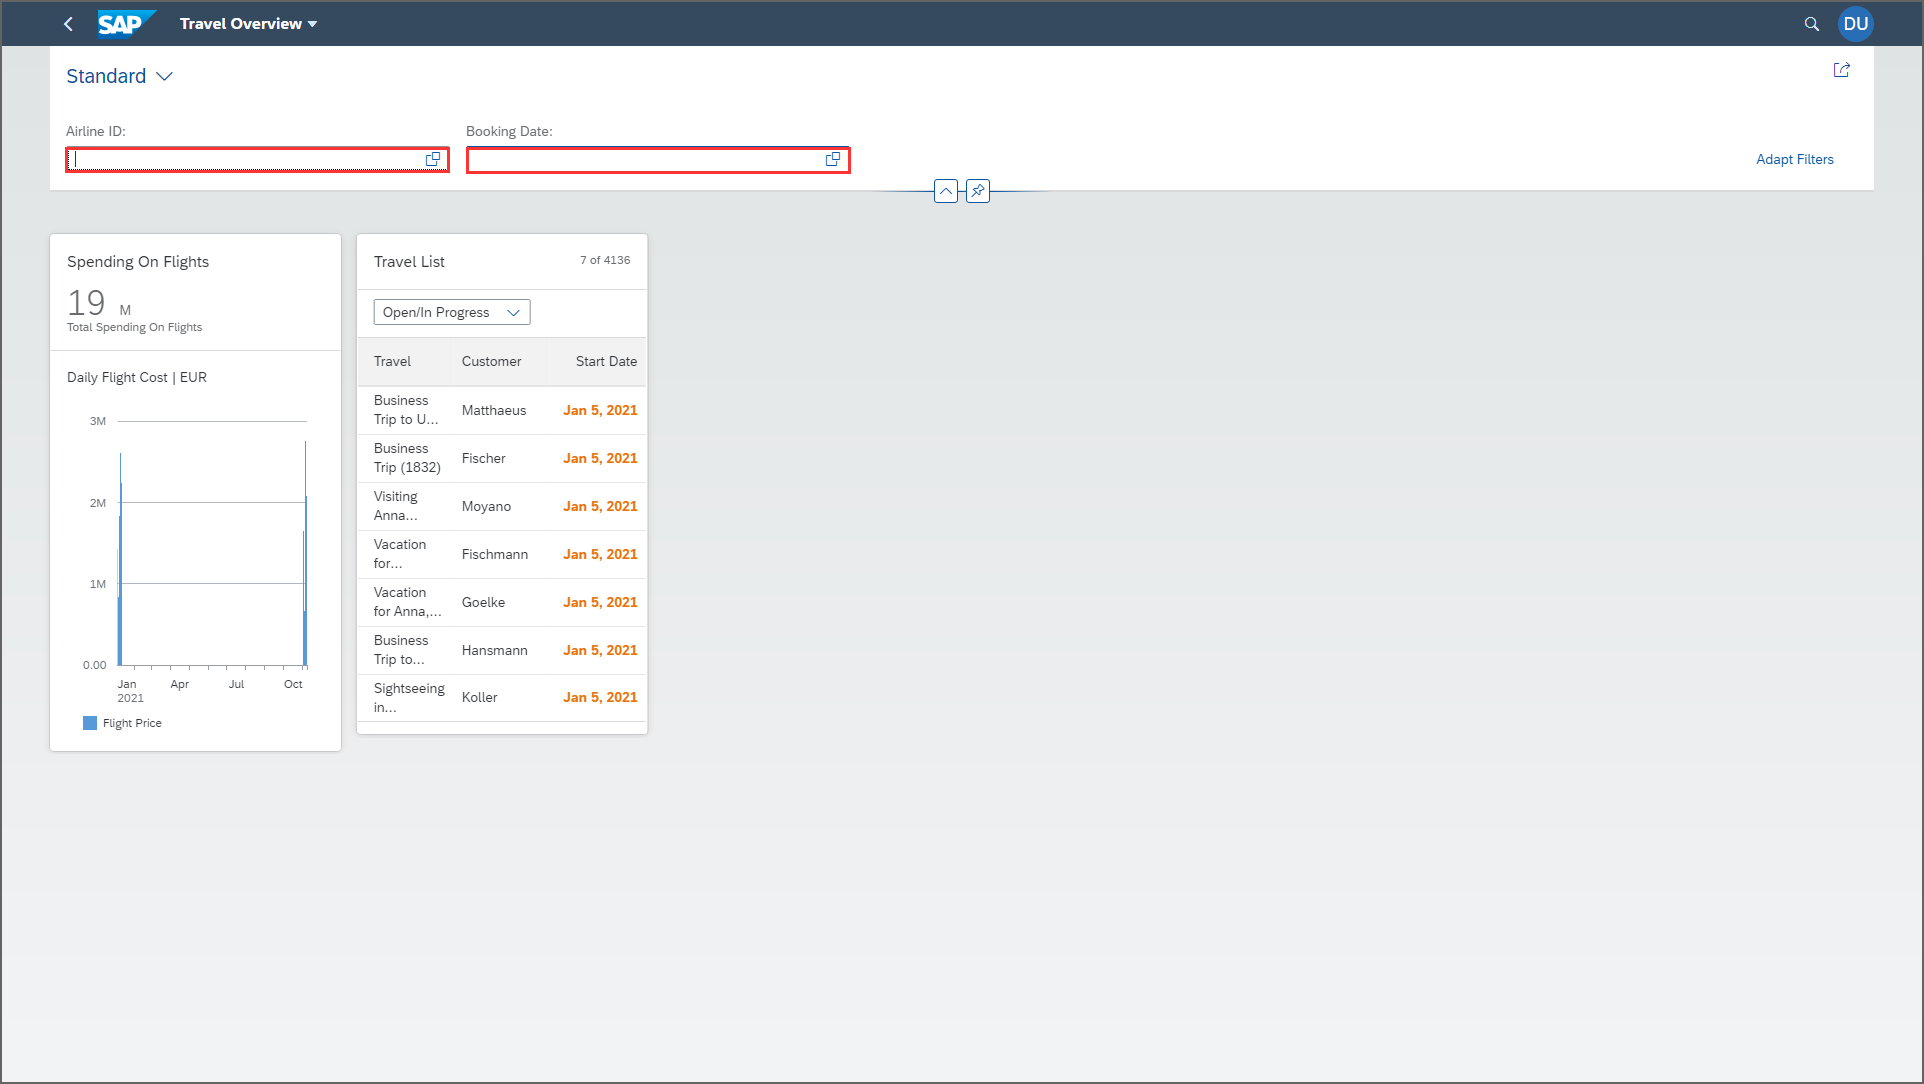 SAP Travel Overview DU
Standard
Airline ID: Booking Date:
Adapt Filters
Spending On Flights
19 M
Total Spending On Flights
Daily Flight Cost | EUR
3M
2M
1M
0.00
Jan Apr Jul Oct
2021
Flight Price
Travel List 7 of 4136
Open/In Progress
Travel Customer Start Date
Business
Trip to U... Matthaeus Jan 5, 2021
Business
Trip (1832) Fischer Jan 5, 2021
Visiting
Anna... Moyano Jan 5, 2021
Vacation
for... Fischmann Jan 5, 2021
Vacation
for Anna,... Goelke Jan 5, 2021
Business
Trip to... Hansmann Jan 5, 2021
Sightseeing
in... Koller Jan 5, 2021